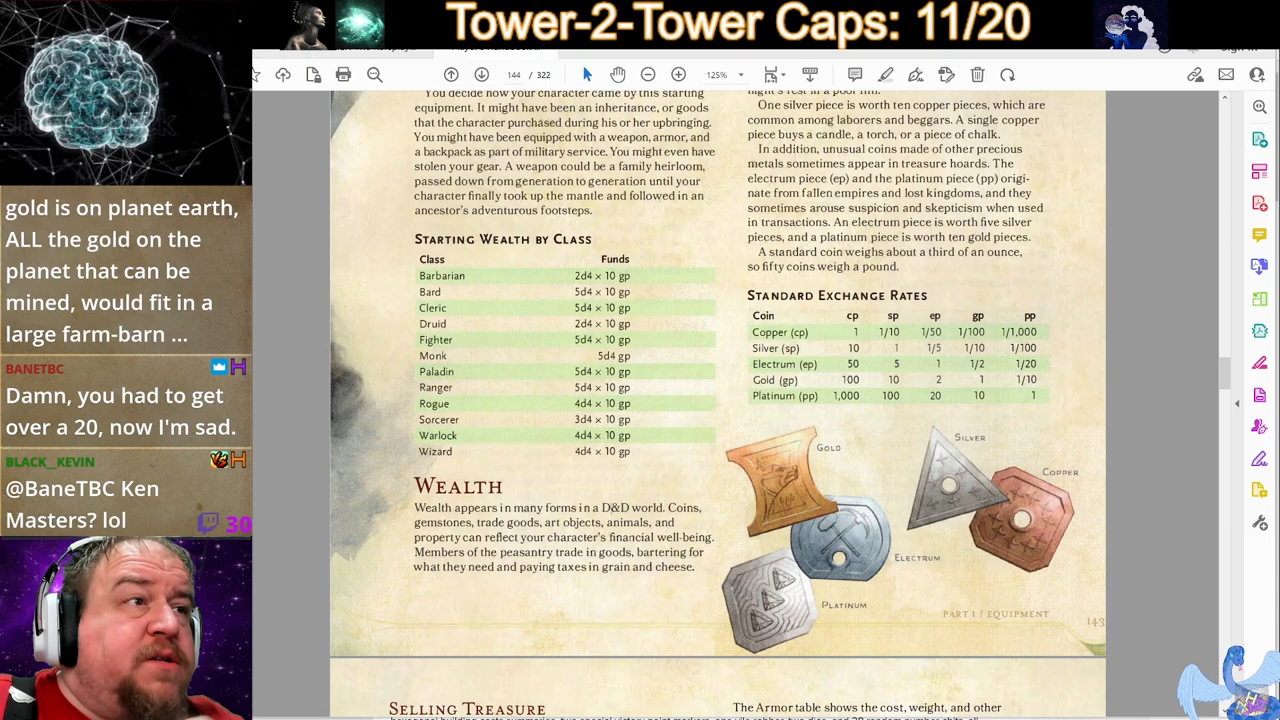 Tower-2-Tower Caps: 11/20
144 / 322
125%
gold is on planet earth,
ALL the gold on the
planet that can be
mined, would fit in a
large farm-barn ...
BANETBC
Damn, you had to get
over a 20, now I'm sad.
BLACK_KEVIN
@BaneTBC Ken
Masters? lol
30
You decide how your character came by this starting
equipment. It might have been an inheritance, or goods
that the character purchased during his or her upbringing.
You might have been equipped with a weapon, armor, and
a backpack as part of military service. You might even have
stolen your gear. A weapon could be a family heirloom,
passed down from generation to generation until your
character finally took up the mantle and followed in an
ancestor's adventurous footsteps.
STARTING WEALTH BY CLASS
Class Funds
Barbarian 2d4 × 10 gp
Bard 5d4 × 10 gp
Cleric 5d4 × 10 gp
Druid 2d4 × 10 gp
Fighter 5d4 × 10 gp
Monk 5d4 gp
Paladin 5d4 × 10 gp
Ranger 5d4 × 10 gp
Rogue 4d4 × 10 gp
Sorcerer 3d4 × 10 gp
Warlock 4d4 × 10 gp
Wizard 4d4 × 10 gp
WEALTH
Wealth appears in many forms in a D&D world. Coins,
gemstones, trade goods, art objects, animals, and
property can reflect your character's financial well-being.
Members of the peasantry trade in goods, bartering for
what they need and paying taxes in grain and cheese.
night's rest in a poor inn.
One silver piece is worth ten copper pieces, which are
common among laborers and beggars. A single copper
piece buys a candle, a torch, or a piece of chalk.
In addition, unusual coins made of other precious
metals sometimes appear in treasure hoards. The
electrum piece (ep) and the platinum piece (pp) origi-
nate from fallen empires and lost kingdoms, and they
sometimes arouse suspicion and skepticism when used
in transactions. An electrum piece is worth five silver
pieces, and a platinum piece is worth ten gold pieces.
A standard coin weighs about a third of an ounce,
so fifty coins weigh a pound.
STANDARD EXCHANGE RATES
Coin cp sp ep gp pp
Copper (cp) 1 1/10 1/50 1/100 1/1,000
Silver (sp) 10 1 1/5 1/10 1/100
Electrum (ep) 50 5 1 1/2 1/20
Gold (gp) 100 10 2 1 1/10
Platinum (pp) 1,000 100 20 10 1
GOLD
SILVER
COPPER
ELECTRUM
PLATINUM
PART 1 | EQUIPMENT
143
SELLING TREASURE
The Armor table shows the cost, weight, and other